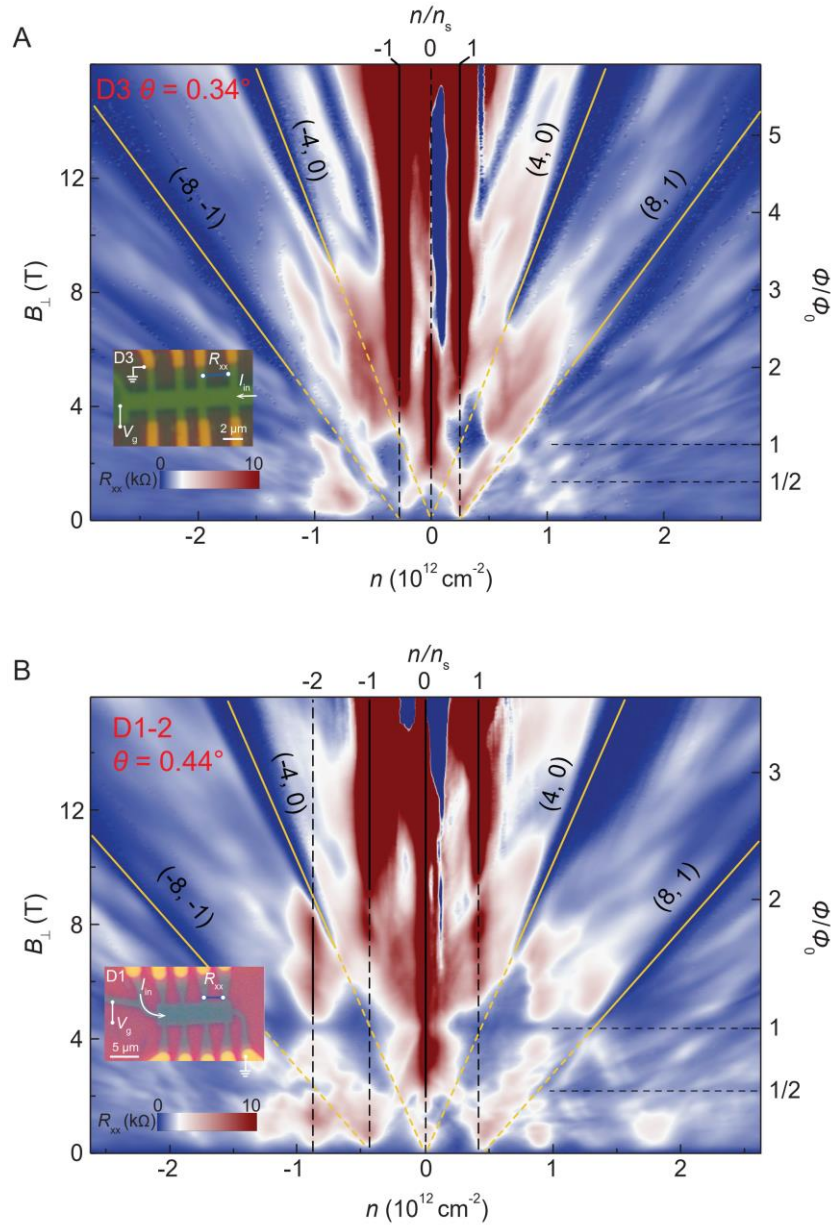 A
n/nₛ
-1 0 1
D3 θ = 0.34°
(-8, -1)
(-4, 0)
(4, 0)
(8, 1)
12
8
4
0
B⊥ (T)
5
4
3
2
1
1/2
Φ/Φ₀
D3
Rxx
Iin
Vg
2 µm
0 10
Rxx (kΩ)
-2 -1 0 1 2
n (10¹² cm⁻²)
B
n/nₛ
-2 -1 0 1
D1-2
θ = 0.44°
(-8, -1)
(-4, 0)
(4, 0)
(8, 1)
12
8
4
0
B⊥ (T)
3
2
1
1/2
Φ/Φ₀
D1
Iin
Rxx
Vg
5 µm
0 10
Rxx (kΩ)
-2 -1 0 1 2
n (10¹² cm⁻²)